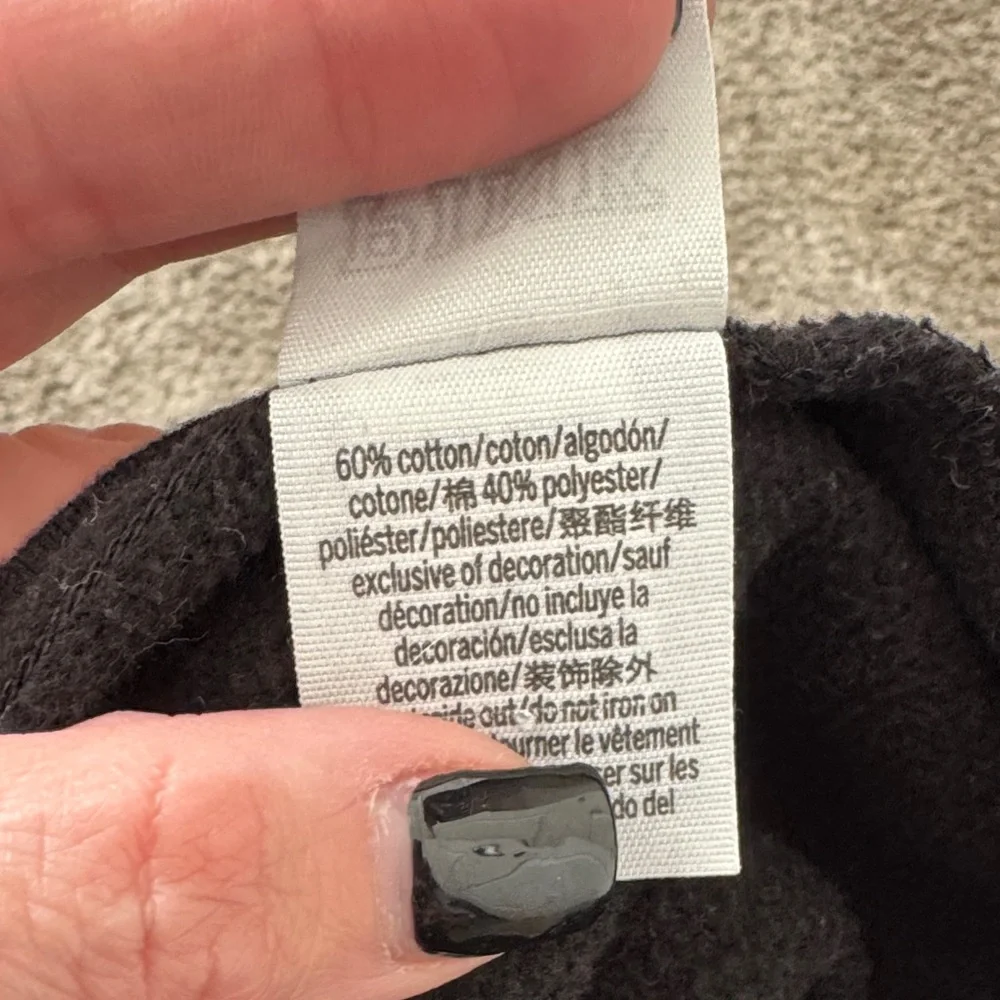 60% cotton/coton/algodón/
cotone/棉 40% polyester/
poliéster/poliestere/聚酯纤维
exclusive of decoration/sauf
décoration/no incluye la
decoración/esclusa la
decorazione/装饰除外
out/do not iron on
le vêtement
sur les
del